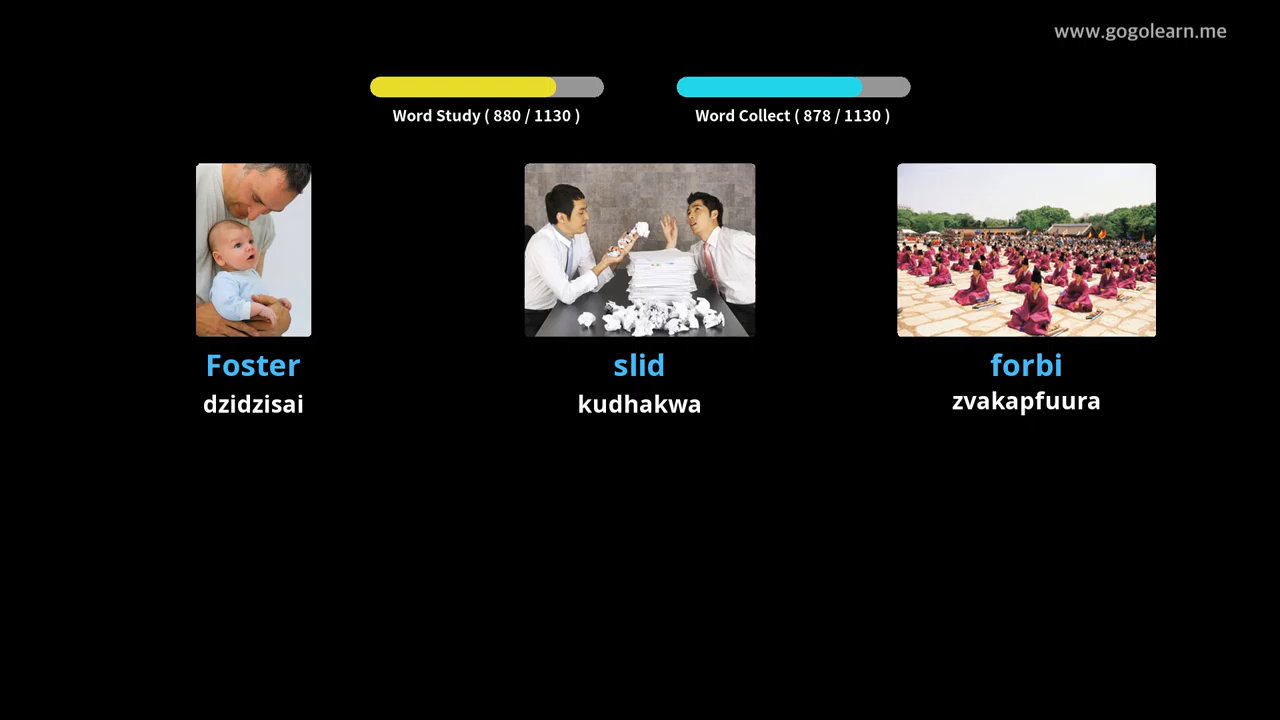 www.gogolearn.me
Word Study ( 880 / 1130 )
Word Collect ( 878 / 1130 )
Foster
dzidzisai
slid
kudhakwa
forbi
zvakapfuura